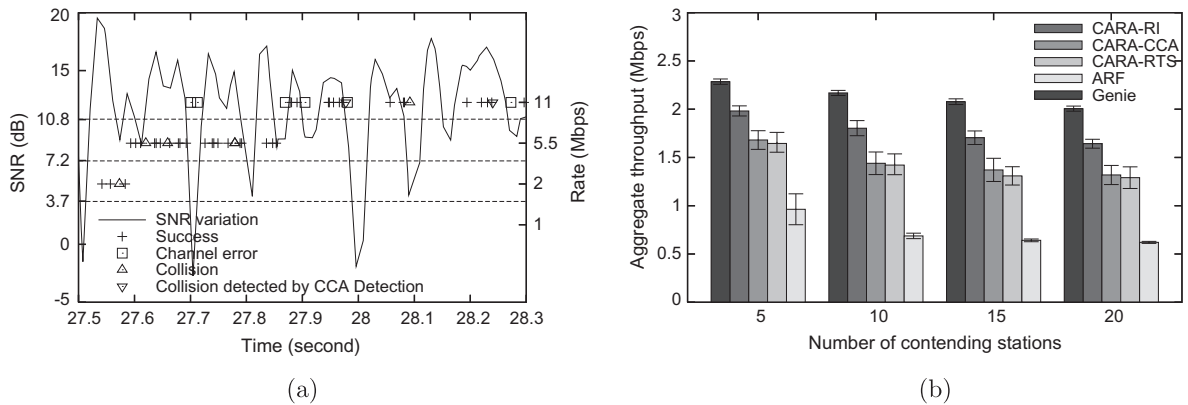 20
15
10.8
7.2
3.7
0
-5
SNR (dB)
27.5 27.6 27.7 27.8 27.9 28 28.1 28.2 28.3
Time (second)
11
5.5
2
1
Rate (Mbps)
SNR variation
Success
Channel error
Collision
Collision detected by CCA Detection
(a)
3
2.5
2
1.5
1
0.5
0
Aggregate throughput (Mbps)
5 10 15 20
Number of contending stations
CARA-RI
CARA-CCA
CARA-RTS
ARF
Genie
(b)